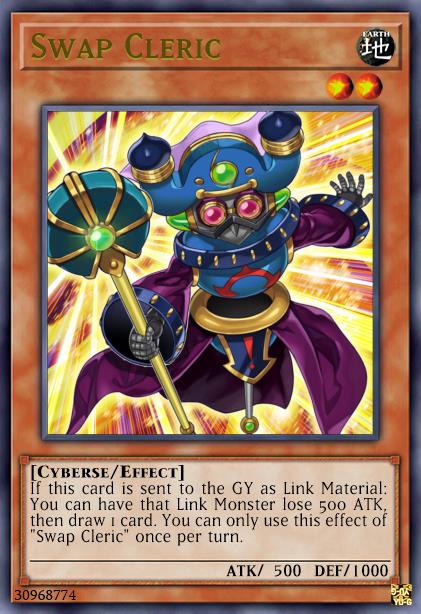 Swap Cleric
EARTH
地
[Cyberse/Effect]
If this card is sent to the GY as Link Material:
You can have that Link Monster lose 500 ATK,
then draw 1 card. You can only use this effect of
"Swap Cleric" once per turn.
ATK/ 500 DEF/1000
30968774